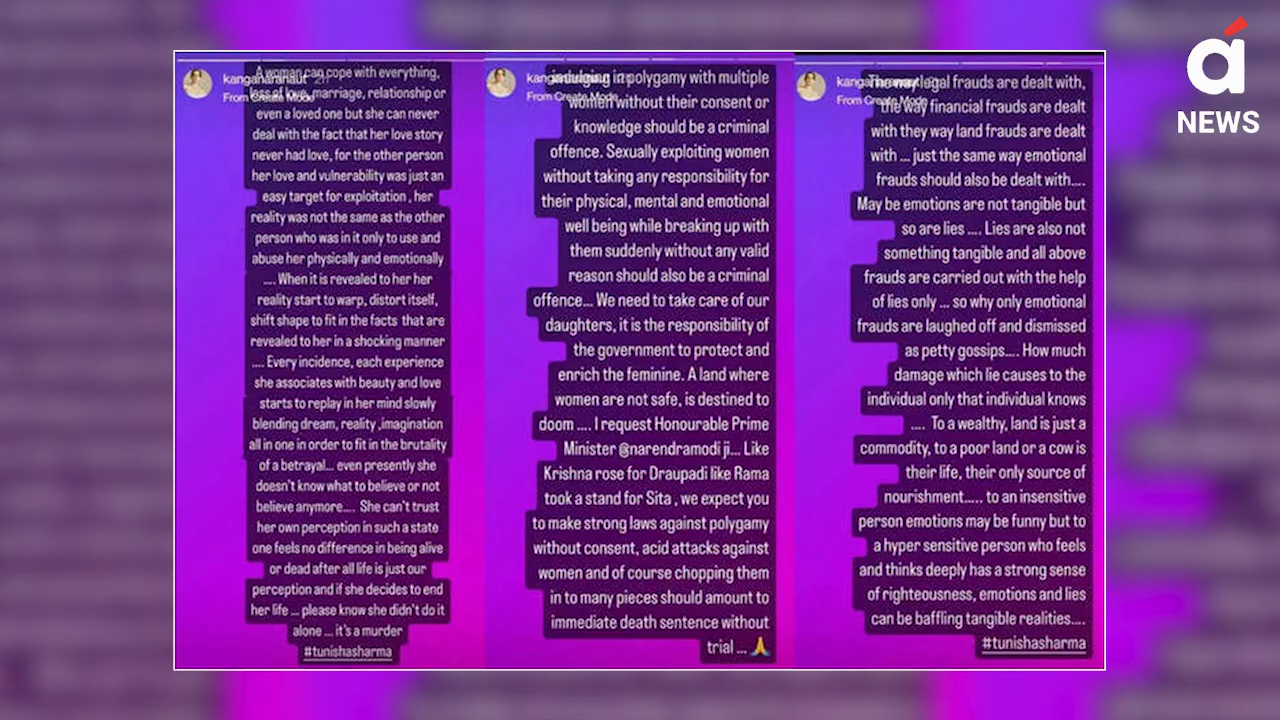 kanganaranaut 2h
From Create Mode
A woman can cope with everything,
loss of love, marriage, relationship or
even a loved one but she can never
deal with the fact that her love story
never had love, for the other person
her love and vulnerability was just an
easy target for exploitation , her
reality was not the same as the other
person who was in it only to use and
abuse her physically and emotionally
.... When it is revealed to her her
reality start to warp, distort itself,
shift shape to fit in the facts that are
revealed to her in a shocking manner
.... Every incidence, each experience
she associates with beauty and love
starts to replay in her mind slowly
blending dream, reality ,imagination
all in one in order to fit in the brutality
of a betrayal... even presently she
doesn't know what to believe or not
believe anymore.... She can't trust
her own perception in such a state
one feels no difference in being alive
or dead after all life is just our
perception and if she decides to end
her life ... please know she didn't do it
alone ... it's a murder
#tunishasharma
kanganaranaut
From Create Mode
indulging in polygamy with multiple
women without their consent or
knowledge should be a criminal
offence. Sexually exploiting women
without taking any responsibility for
their physical, mental and emotional
well being while breaking up with
them suddenly without any valid
reason should also be a criminal
offence... We need to take care of our
daughters, it is the responsibility of
the government to protect and
enrich the feminine. A land where
women are not safe, is destined to
doom .... I request Honourable Prime
Minister @narendramodi ji... Like
Krishna rose for Draupadi like Rama
took a stand for Sita , we expect you
to make strong laws against polygamy
without consent, acid attacks against
women and of course chopping them
in to many pieces should amount to
immediate death sentence without
trial ... 🙏
kanganaranaut
From Create Mode
The way legal frauds are dealt with,
the way financial frauds are dealt
with they way land frauds are dealt
with ... just the same way emotional
frauds should also be dealt with....
May be emotions are not tangible but
so are lies .... Lies are also not
something tangible and all above
frauds are carried out with the help
of lies only ... so why only emotional
frauds are laughed off and dismissed
as petty gossips.... How much
damage which lie causes to the
individual only that individual knows
.... To a wealthy, land is just a
commodity, to a poor land or a cow is
their life, their only source of
nourishment..... to an insensitive
person emotions may be funny but to
a hyper sensitive person who feels
and thinks deeply has a strong sense
of righteousness, emotions and lies
can be baffling tangible realities....
#tunishasharma
á
NEWS